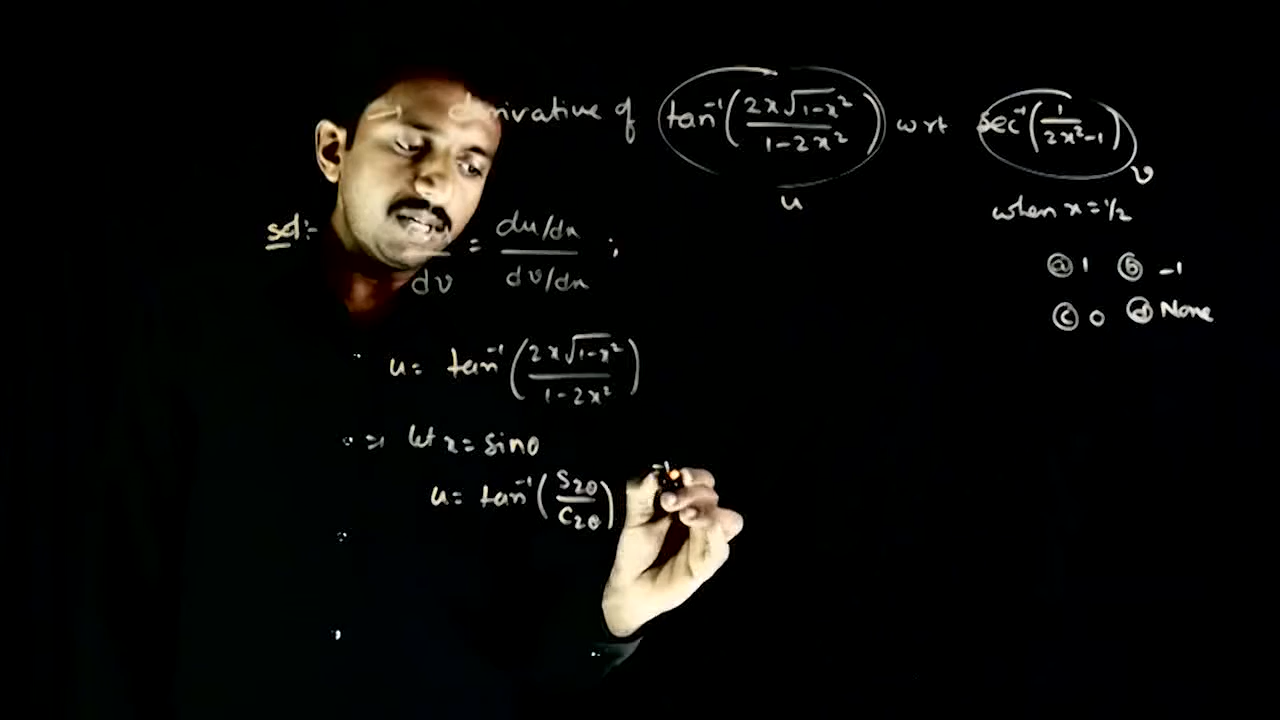 derivative of tan⁻¹(2x√1-x² / 1-2x²) wrt sec⁻¹(1 / 2x²-1)
u
v
when x = 1/2
ⓐ 1 ⓑ -1
ⓒ 0 ⓓ None
sol:- dv = du/dx / dv/dx ;
u = tan⁻¹(2x√1-x² / 1-2x²)
⇒ let x = sinθ
u = tan⁻¹(S2θ / C2θ)